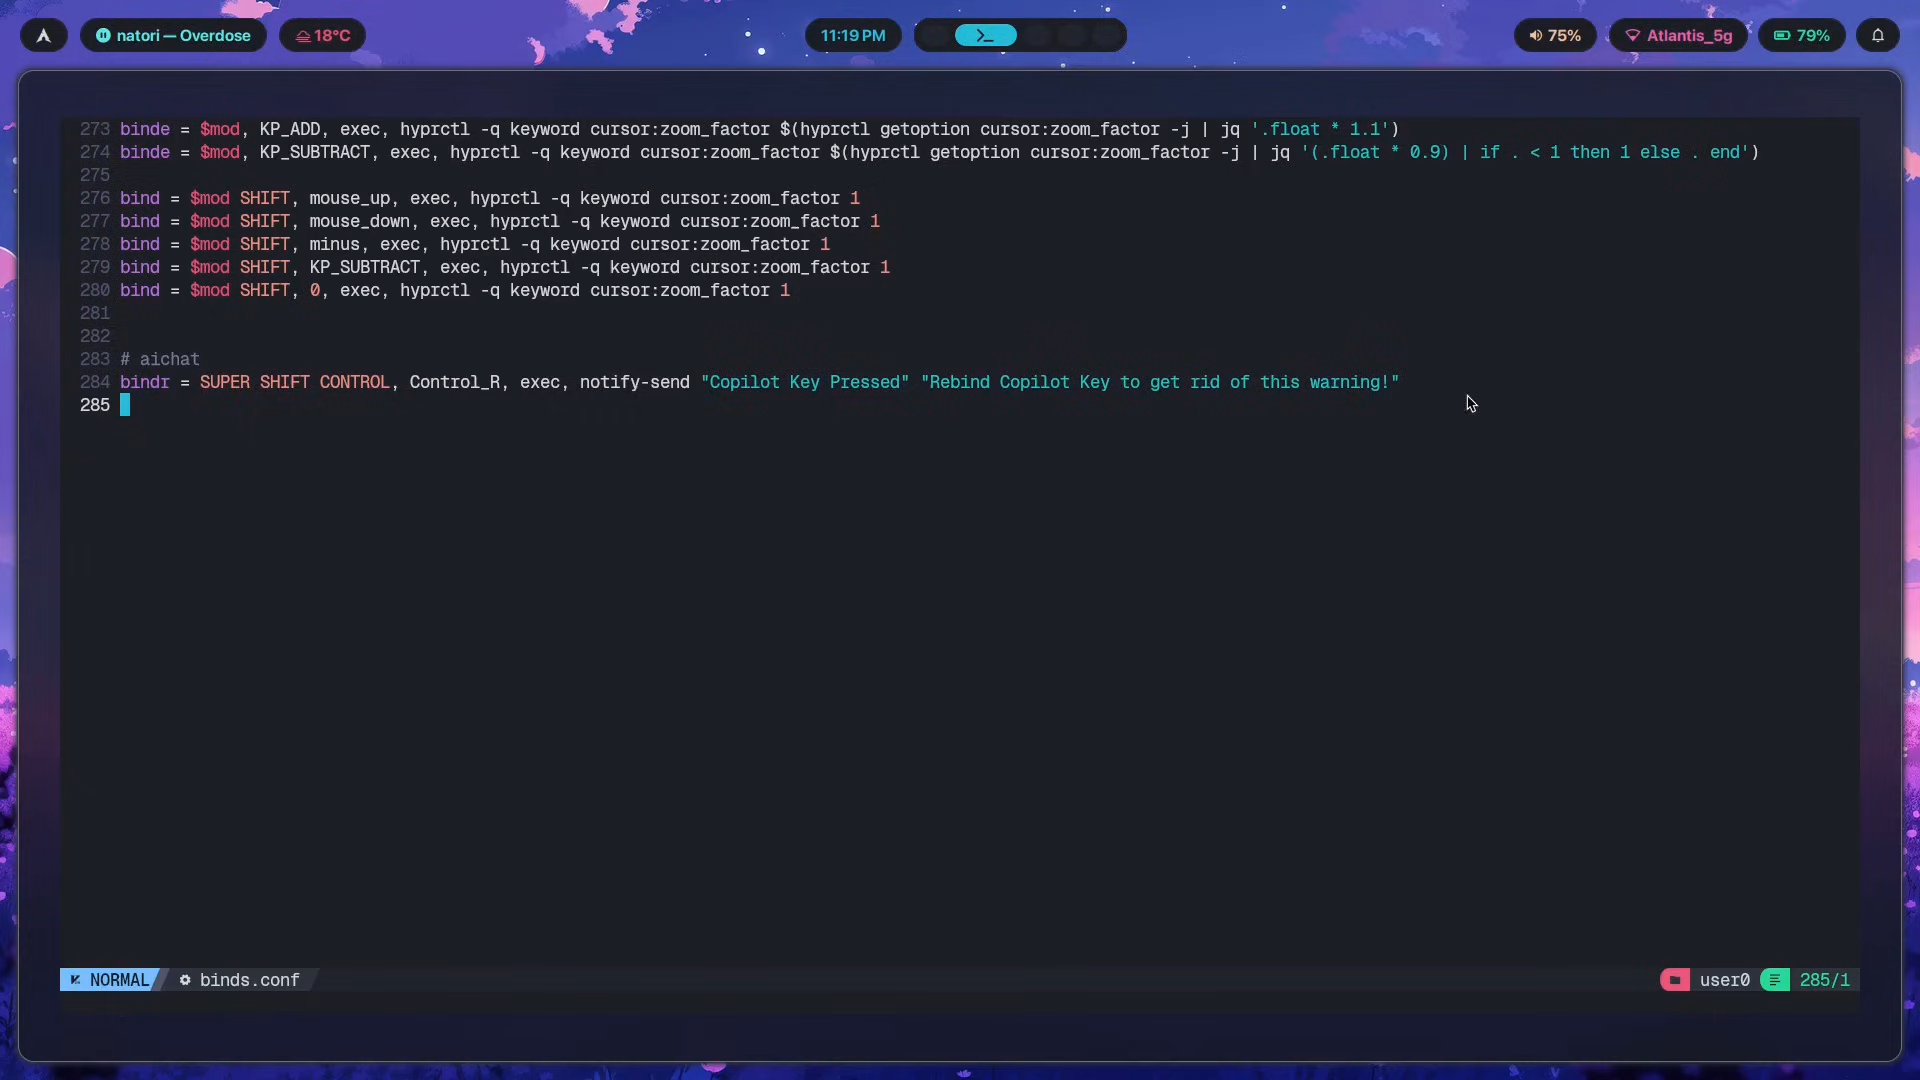 natori — Overdose
18°C
11:19 PM
75%
Atlantis_5g
79%
273 binde = $mod, KP_ADD, exec, hyprctl -q keyword cursor:zoom_factor $(hyprctl getoption cursor:zoom_factor -j | jq '.float * 1.1')
274 binde = $mod, KP_SUBTRACT, exec, hyprctl -q keyword cursor:zoom_factor $(hyprctl getoption cursor:zoom_factor -j | jq '(.float * 0.9) | if . < 1 then 1 else . end')
275
276 bind = $mod SHIFT, mouse_up, exec, hyprctl -q keyword cursor:zoom_factor 1
277 bind = $mod SHIFT, mouse_down, exec, hyprctl -q keyword cursor:zoom_factor 1
278 bind = $mod SHIFT, minus, exec, hyprctl -q keyword cursor:zoom_factor 1
279 bind = $mod SHIFT, KP_SUBTRACT, exec, hyprctl -q keyword cursor:zoom_factor 1
280 bind = $mod SHIFT, 0, exec, hyprctl -q keyword cursor:zoom_factor 1
281
282
283 # aichat
284 bindr = SUPER SHIFT CONTROL, Control_R, exec, notify-send "Copilot Key Pressed" "Rebind Copilot Key to get rid of this warning!"
285
NORMAL binds.conf user0 285/1